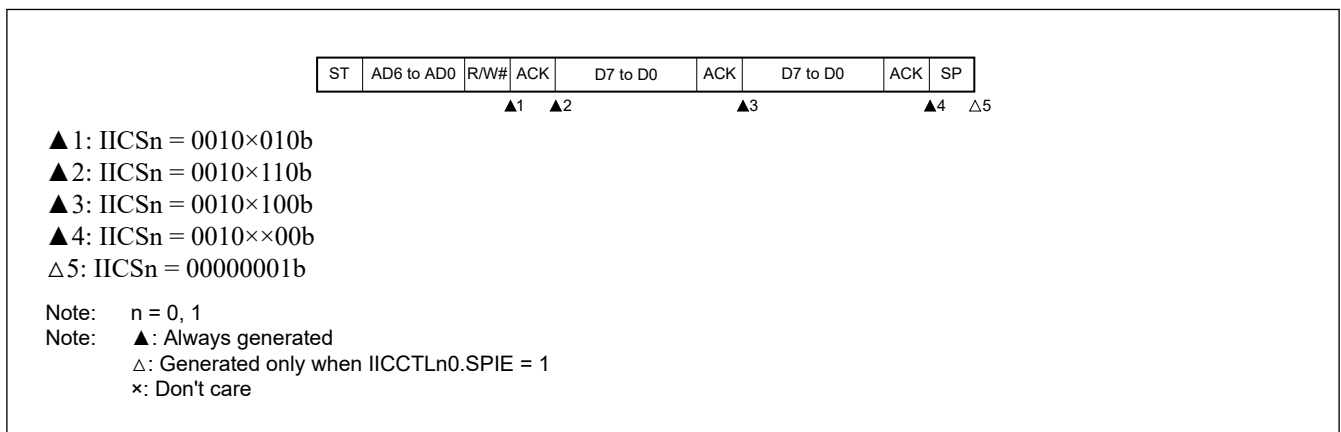 ST AD6 to AD0 R/W# ACK D7 to D0 ACK D7 to D0 ACK SP
▲1 ▲2 ▲3 ▲4 △5
▲1: IICSn = 0010×010b
▲2: IICSn = 0010×110b
▲3: IICSn = 0010×100b
▲4: IICSn = 0010××00b
△5: IICSn = 00000001b
Note: n = 0, 1
Note: ▲: Always generated
△: Generated only when IICCTLn0.SPIE = 1
×: Don't care